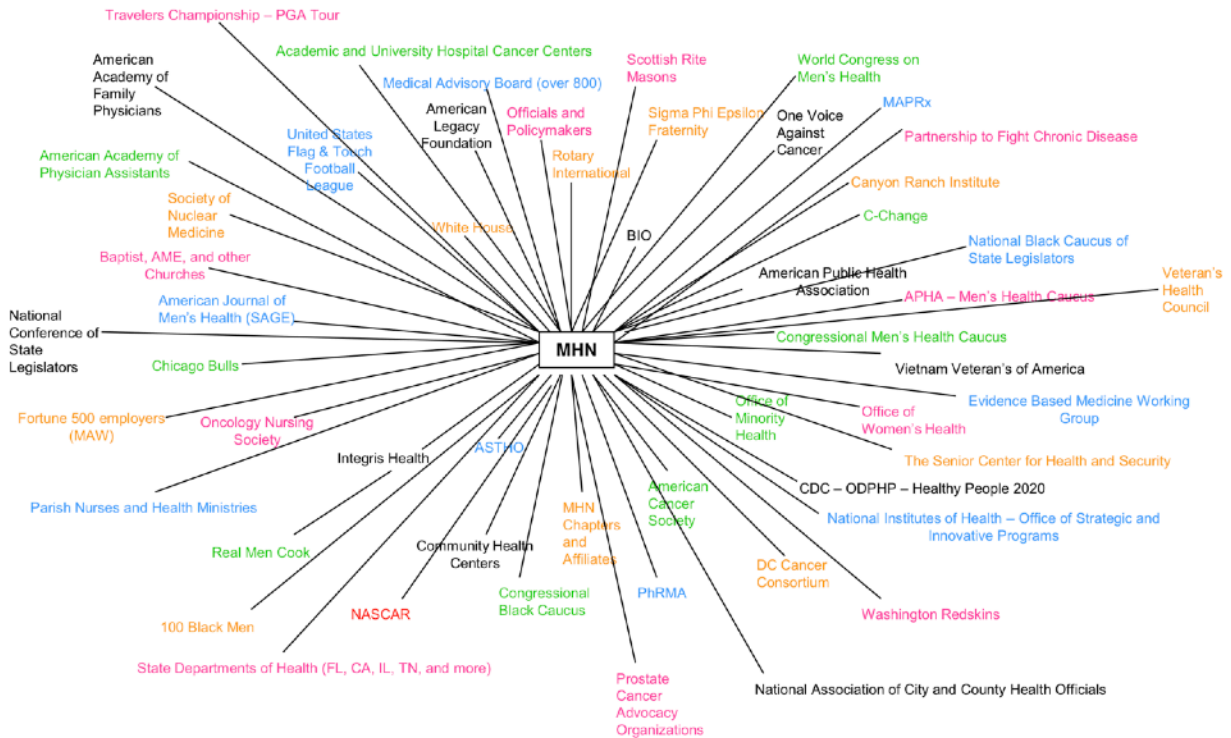 Travelers Championship – PGA Tour
American
Academy of
Family
Physicians
Academic and University Hospital Cancer Centers
Medical Advisory Board (over 800)
American
Legacy
Foundation
Officials and
Policymakers
Scottish Rite
Masons
Sigma Phi Epsilon
Fraternity
World Congress on
Men's Health
MAPRx
One Voice
Against
Cancer
Partnership to Fight Chronic Disease
United States
Flag & Touch
Football
League
Rotary
International
American Academy of
Physician Assistants
Canyon Ranch Institute
Society of
Nuclear
Medicine
White House
C-Change
BIO
National Black Caucus of
State Legislators
Baptist, AME, and other
Churches
American Public Health
Association
Veteran's
Health
Council
American Journal of
Men's Health (SAGE)
APHA – Men's Health Caucus
National
Conference of
State
Legislators
MHN
Congressional Men's Health Caucus
Chicago Bulls
Vietnam Veteran's of America
Fortune 500 employers
(MAW)
Oncology Nursing
Society
Office of
Minority
Health
Office of
Women's Health
Evidence Based Medicine Working
Group
Integris Health
ASTHO
The Senior Center for Health and Security
Parish Nurses and Health Ministries
MHN
Chapters
and
Affiliates
American
Cancer
Society
CDC – ODPHP – Healthy People 2020
National Institutes of Health – Office of Strategic and
Innovative Programs
Real Men Cook
Community Health
Centers
DC Cancer
Consortium
Congressional
Black Caucus
PhRMA
NASCAR
Washington Redskins
100 Black Men
State Departments of Health (FL, CA, IL, TN, and more)
Prostate
Cancer
Advocacy
Organizations
National Association of City and County Health Officials